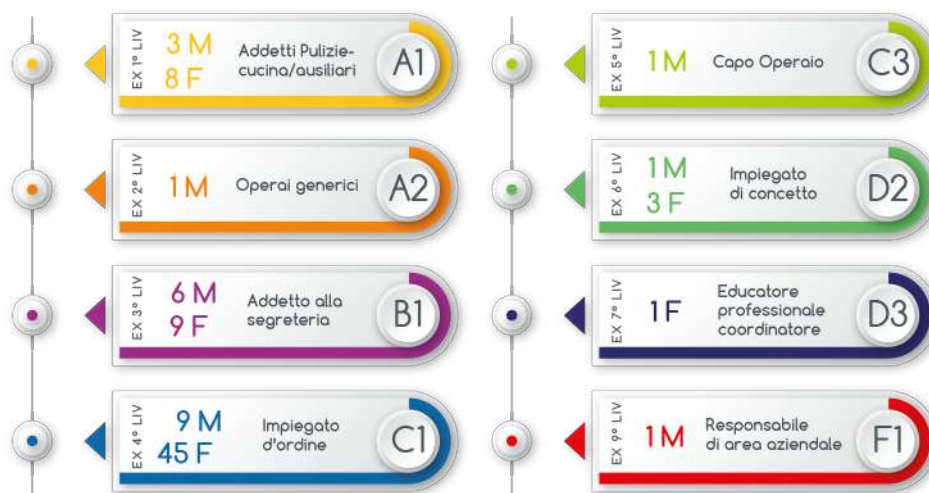 EX 1° LIV
3 M
8 F
Addetti Pulizie-
cucina/ausiliari
A1
EX 2° LIV
1 M
Operai generici
A2
EX 3° LIV
6 M
9 F
Addetto alla
segreteria
B1
EX 4° LIV
9 M
45 F
Impiegato
d'ordine
C1
EX 5° LIV
1 M
Capo Operaio
C3
EX 6° LIV
1 M
3 F
Impiegato
di concetto
D2
EX 7° LIV
1 F
Educatore
professionale
coordinatore
D3
EX 9° LIV
1 M
Responsabile
di area aziendale
F1